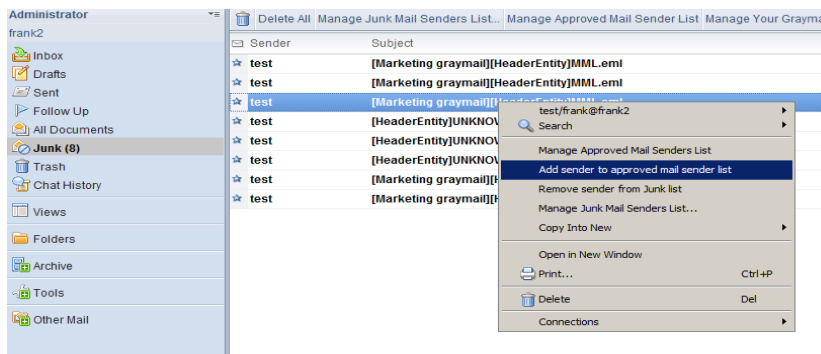 Administrator
frank2
Inbox
Drafts
Sent
Follow Up
All Documents
Junk (8)
Trash
Chat History
Views
Folders
Archive
Tools
Other Mail
Delete All Manage Junk Mail Senders List... Manage Approved Mail Sender List Manage Your Grayma
Sender Subject
test [Marketing graymail][HeaderEntity]MML.eml
test [Marketing graymail][HeaderEntity]MML.eml
test [Marketing graymail][HeaderEntity]MML.eml
test [HeaderEntity]UNKNOW
test [HeaderEntity]UNKNOW
test [HeaderEntity]UNKNOW
test [Marketing graymail][H
test [Marketing graymail][H
test/frank@frank2
Search
Manage Approved Mail Senders List
Add sender to approved mail sender list
Remove sender from Junk list
Manage Junk Mail Senders List...
Copy Into New
Open in New Window
Print... Ctrl+P
Delete Del
Connections